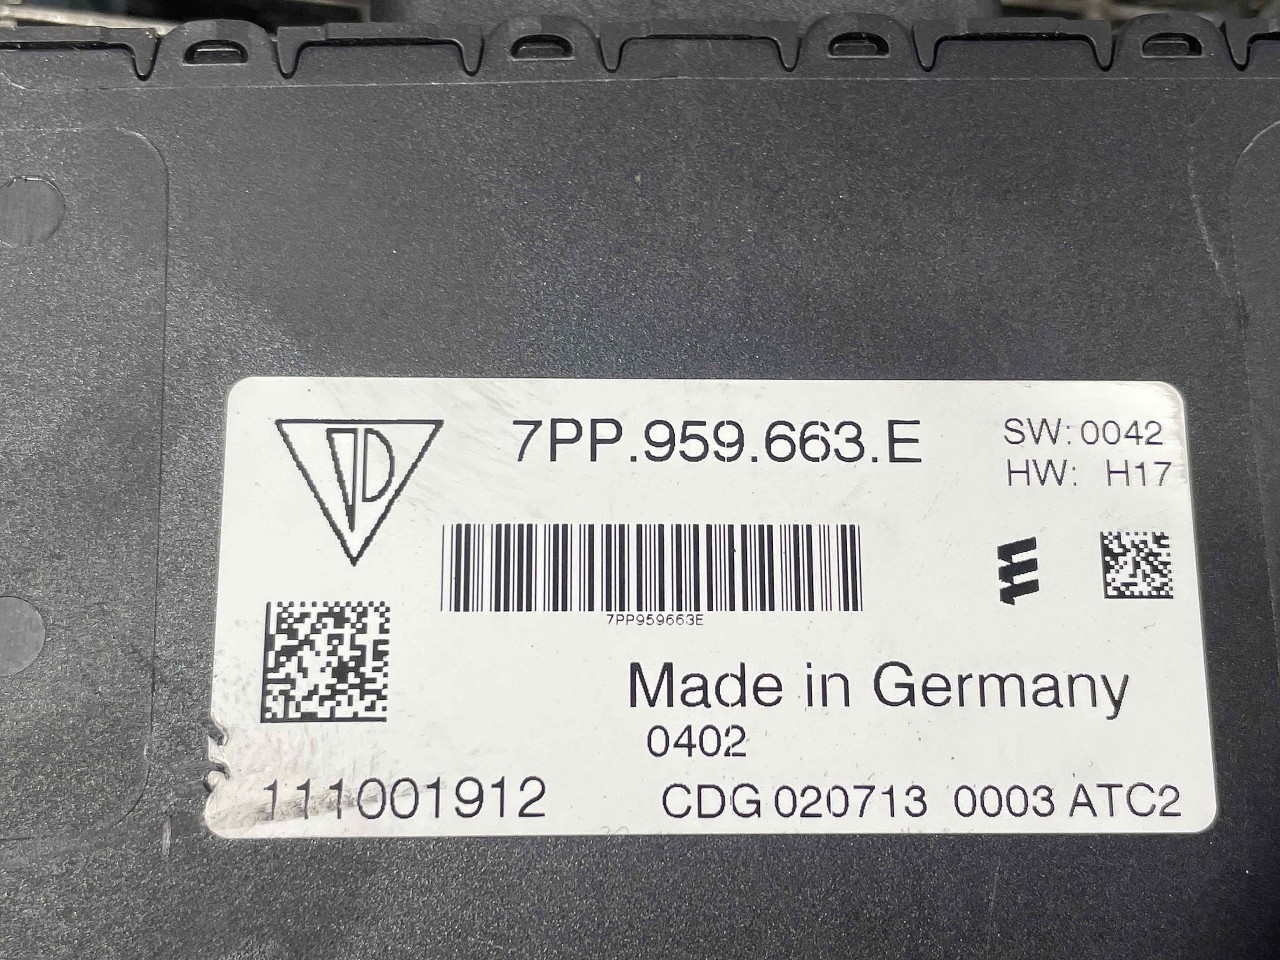 7PP.959.663.E
SW:0042
HW: H17
7PP959663E
Made in Germany
0402
111001912
CDG 020713 0003 ATC2